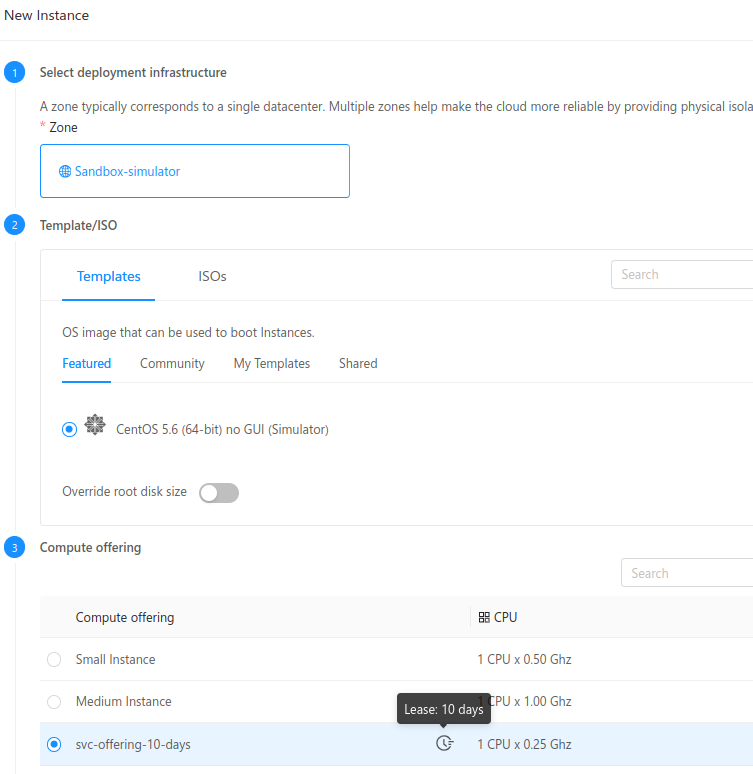 New Instance
1
Select deployment infrastructure
A zone typically corresponds to a single datacenter. Multiple zones help make the cloud more reliable by providing physical isola
* Zone
Sandbox-simulator
2
Template/ISO
Templates ISOs Search
OS image that can be used to boot Instances.
Featured Community My Templates Shared
CentOS 5.6 (64-bit) no GUI (Simulator)
Override root disk size
3
Compute offering
Search
Compute offering CPU
Small Instance 1 CPU x 0.50 Ghz
Medium Instance 1 CPU x 1.00 Ghz
Lease: 10 days
svc-offering-10-days 1 CPU x 0.25 Ghz